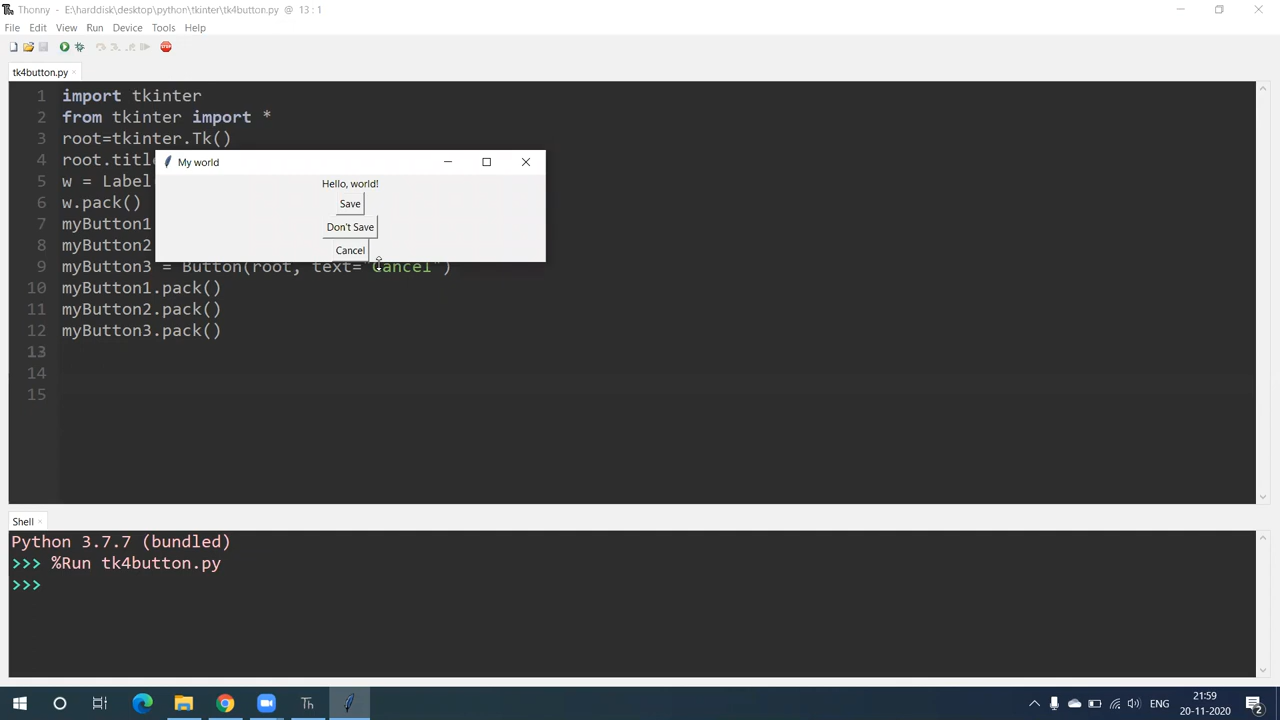 Thonny - E:\harddisk\desktop\python\tkinter\tk4button.py @ 13 : 1
File Edit View Run Device Tools Help
tk4button.py
1 import tkinter
2 from tkinter import *
3 root=tkinter.Tk()
4 root.titl
5 w = Label
6 w.pack()
7 myButton1
8 myButton2
9 myButton3 = Button(root, text="Cancel")
10 myButton1.pack()
11 myButton2.pack()
12 myButton3.pack()
13
14
15
My world
Hello, world!
Save
Don't Save
Cancel
Shell
Python 3.7.7 (bundled)
>>> %Run tk4button.py
>>>
Th
ENG
21:59
20-11-2020
2